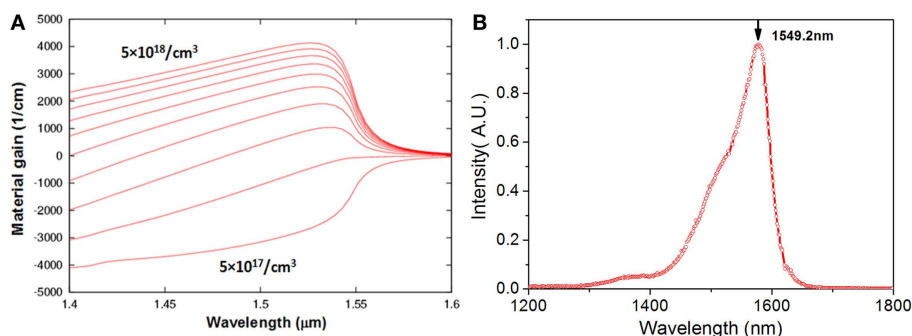 A
5000
4000
3000
2000
1000
0
-1000
-2000
-3000
-4000
-5000
5×10¹⁸/cm³
5×10¹⁷/cm³
1.4 1.45 1.5 1.55 1.6
Wavelength (μm)
Material gain (1/cm)
B
1549.2nm
1.0
0.8
0.6
0.4
0.2
0.0
1200 1400 1600 1800
Wavelength (nm)
Intensity( A.U.)